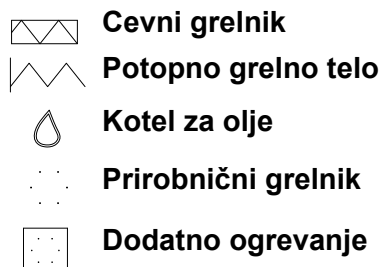 Cevni grelnik
Potopno grelno telo
Kotel za olje
Prirobnični grelnik
Dodatno ogrevanje